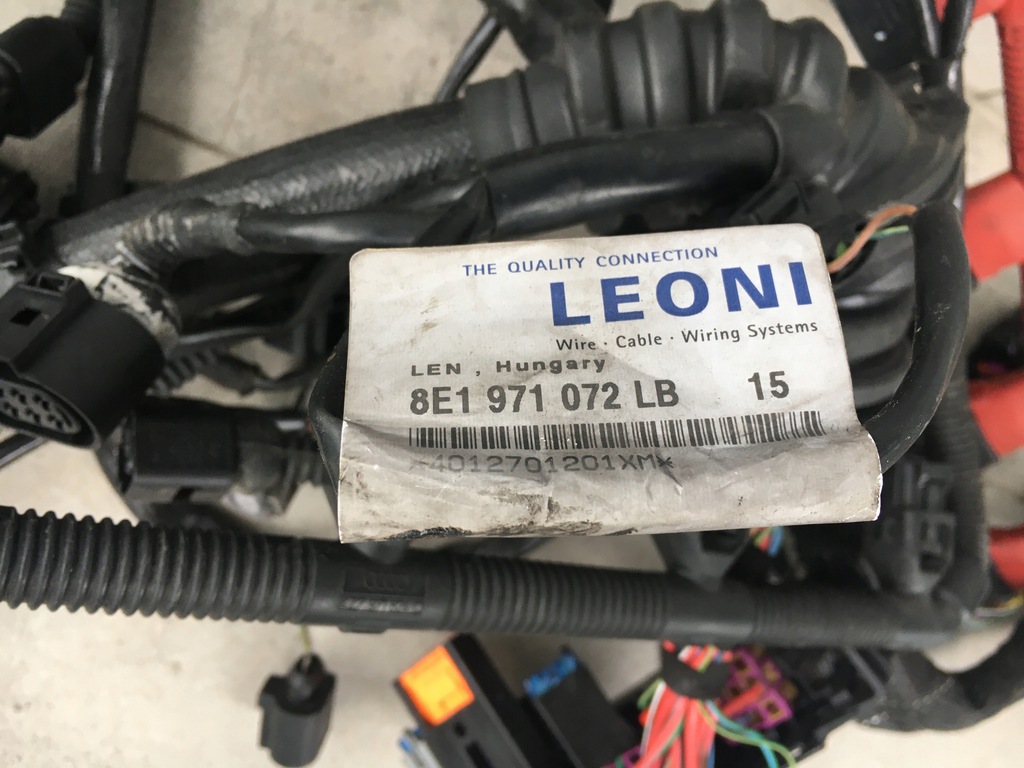 THE QUALITY CONNECTION
LEONI
Wire · Cable · Wiring Systems
LEN , Hungary
8E1 971 072 LB 15
*4012701201XM*